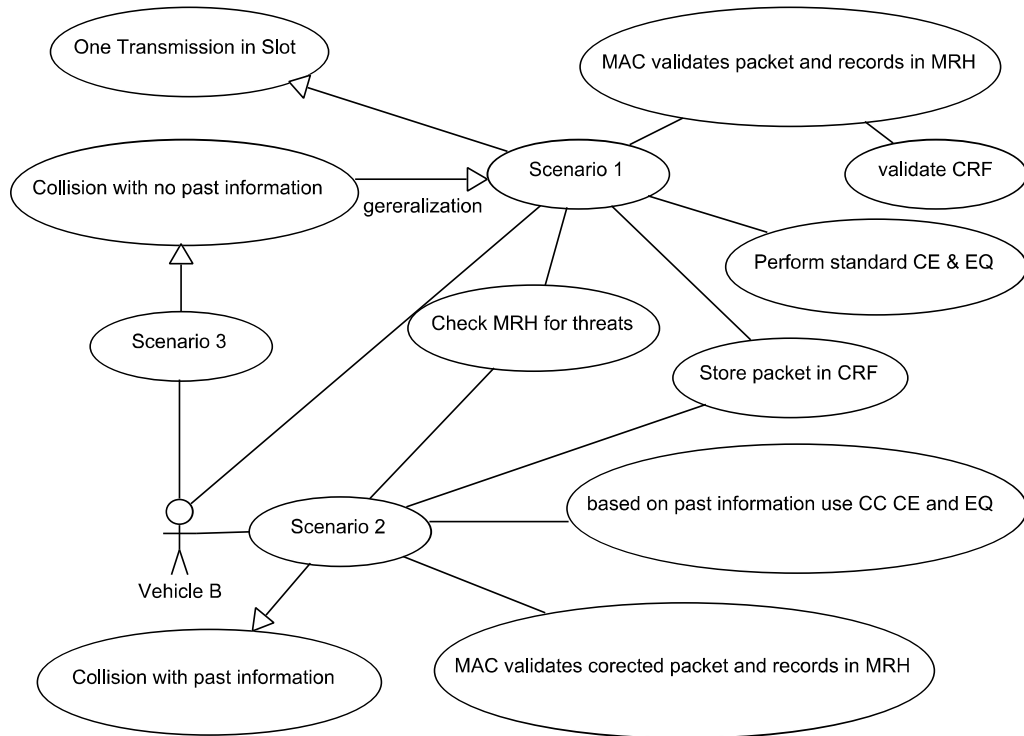 One Transmission in Slot
MAC validates packet and records in MRH
Scenario 1
validate CRF
Collision with no past information
gereralization
Perform standard CE & EQ
Check MRH for threats
Scenario 3
Store packet in CRF
based on past information use CC CE and EQ
Scenario 2
Vehicle B
MAC validates corected packet and records in MRH
Collision with past information